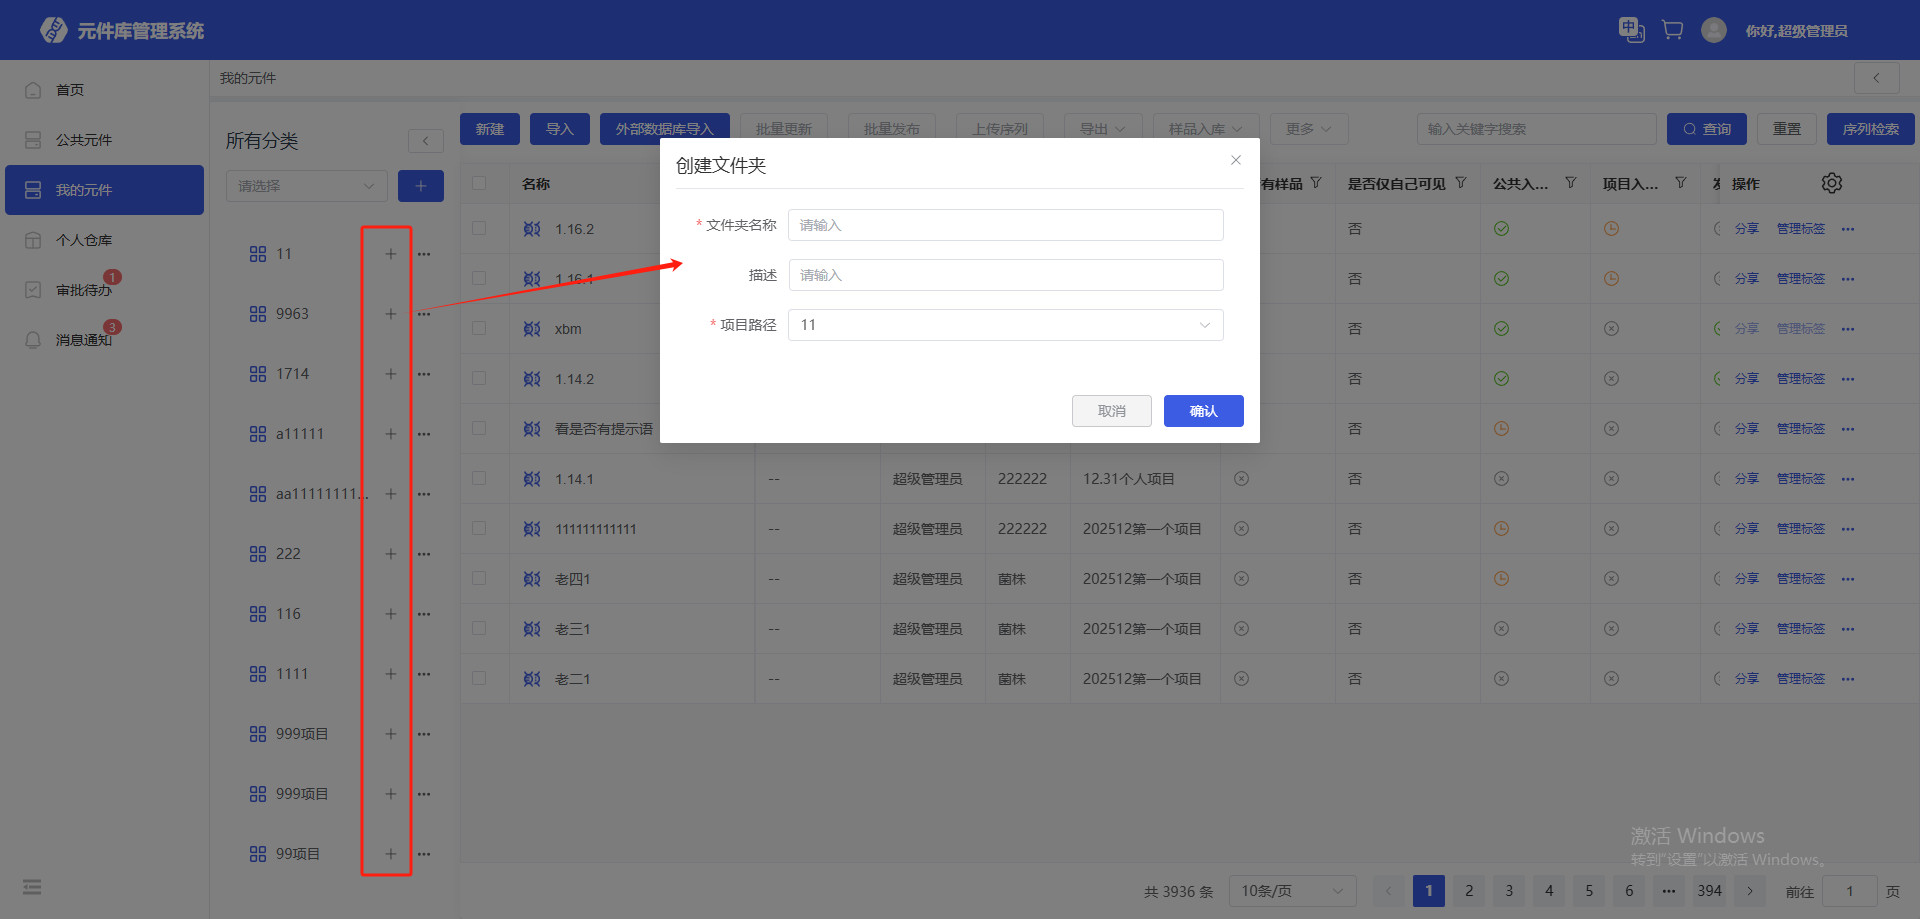 元件库管理系统
中
你好,超级管理员
首页
公共元件
我的元件
个人仓库
审批待办
1
消息通知
3
我的元件
所有分类
请选择
11
9963
1714
a11111
aa11111111...
222
116
1111
999项目
999项目
99项目
新建
导入
外部数据库导入
批量更新
批量发布
上传序列
导出
样品入库
更多
输入关键字搜索
查询
重置
序列检索
名称
有样品
是否仅自己可见
公共入...
项目入...
操作
1.16.2
否
分享
管理标签
1.16.1
否
分享
管理标签
xbm
否
分享
管理标签
1.14.2
否
分享
管理标签
看是否有提示语
否
分享
管理标签
1.14.1
--
超级管理员
222222
12.31个人项目
否
分享
管理标签
111111111111
--
超级管理员
222222
202512第一个项目
否
分享
管理标签
老四1
--
超级管理员
菌株
202512第一个项目
否
分享
管理标签
老三1
--
超级管理员
菌株
202512第一个项目
否
分享
管理标签
老二1
--
超级管理员
菌株
202512第一个项目
否
分享
管理标签
创建文件夹
* 文件夹名称
请输入
描述
请输入
* 项目路径
11
取消
确认
激活 Windows
转到"设置"以激活 Windows。
共 3936 条
10条/页
1
2
3
4
5
6
394
前往
1
页